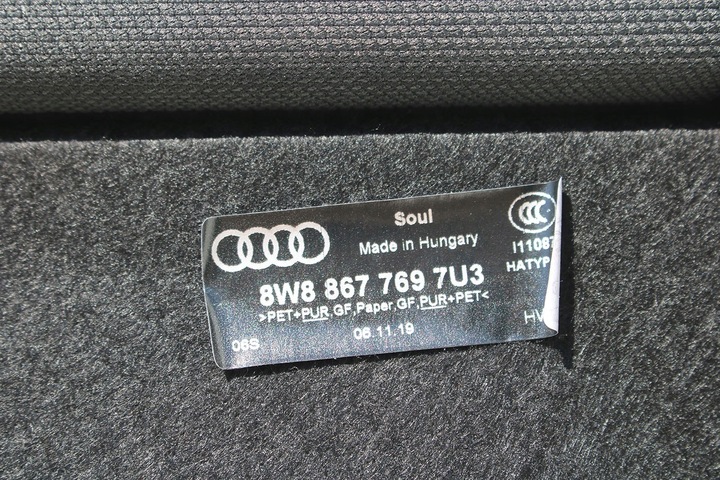 Soul
Made in Hungary
I11087
8W8 867 769 7U3
HATYP
>PET+PUR,GF,Paper,GF,PUR+PET<
06S
06.11.19